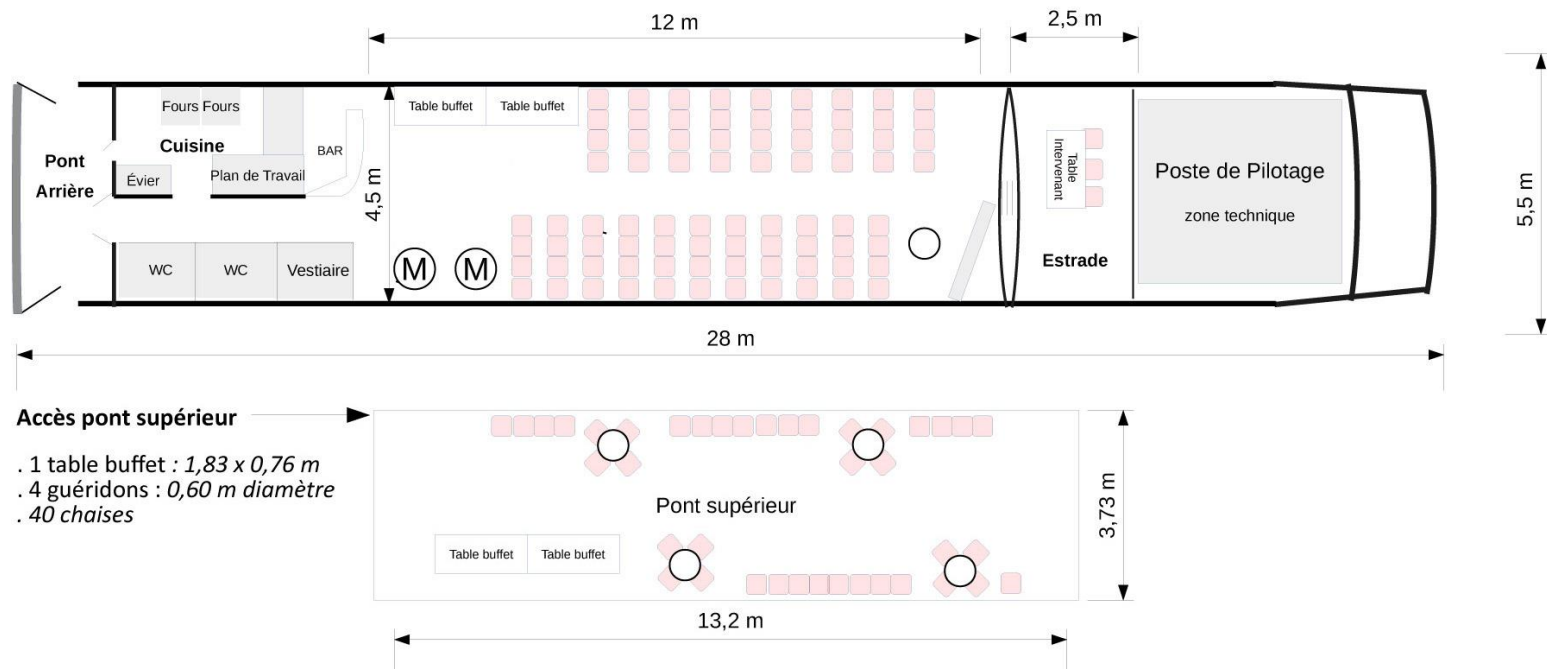 12 m
2,5 m
Fours Fours
Table buffet
Table buffet
Cuisine
BAR
Pont
Arrière
Évier
Plan de Travail
4,5 m
Table
Intervenant
Poste de Pilotage
zone technique
5,5 m
WC
WC
Vestiaire
M
M
Estrade
28 m
Accès pont supérieur
. 1 table buffet : 1,83 x 0,76 m
. 4 guéridons : 0,60 m diamètre
. 40 chaises
Pont supérieur
3,73 m
Table buffet
Table buffet
13,2 m